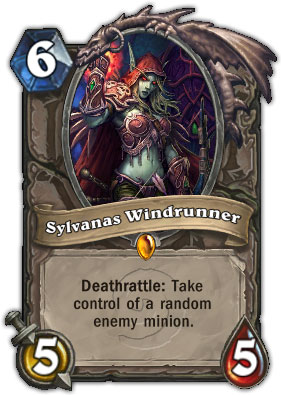 6
Sylvanas Windrunner
Deathrattle: Take
control of a random
enemy minion.
5 5